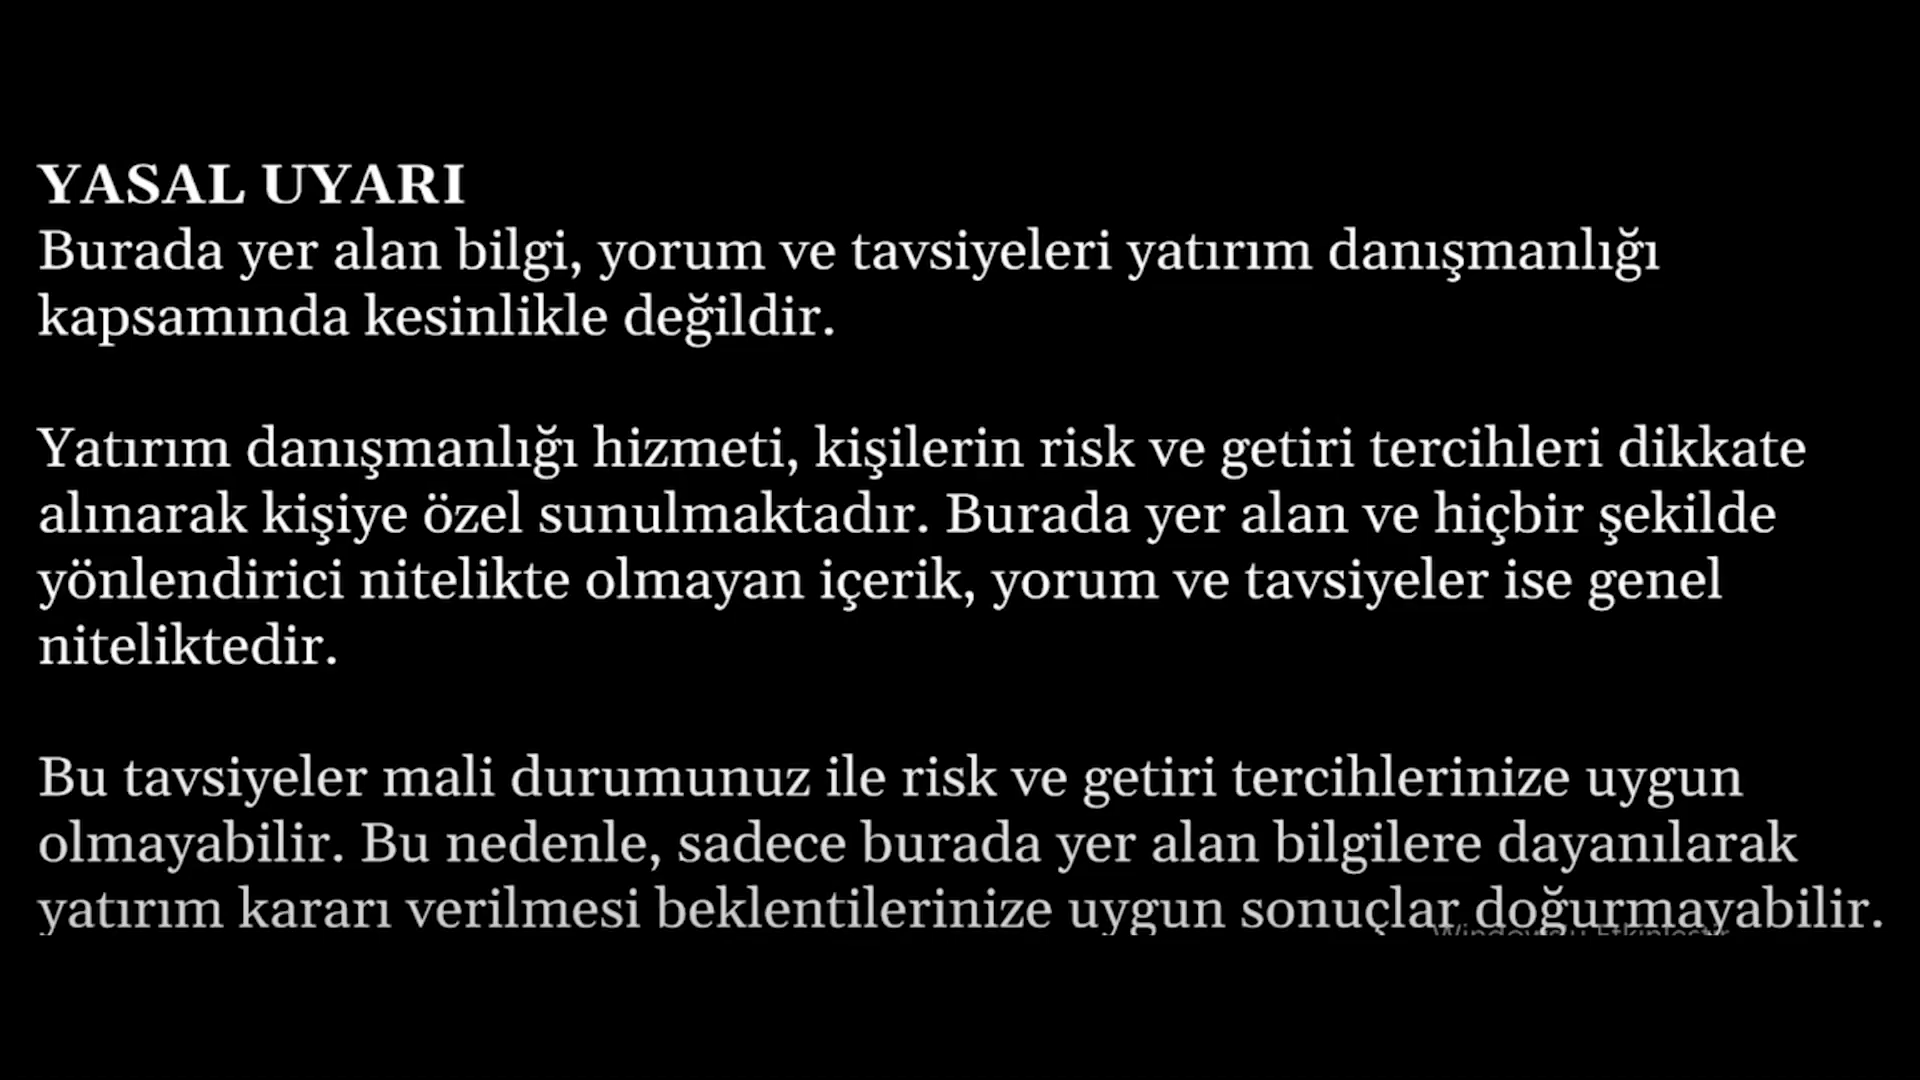 YASAL UYARI
Burada yer alan bilgi, yorum ve tavsiyeleri yatırım danışmanlığı
kapsamında kesinlikle değildir.
Yatırım danışmanlığı hizmeti, kişilerin risk ve getiri tercihleri dikkate
alınarak kişiye özel sunulmaktadır. Burada yer alan ve hiçbir şekilde
yönlendirici nitelikte olmayan içerik, yorum ve tavsiyeler ise genel
niteliktedir.
Bu tavsiyeler mali durumunuz ile risk ve getiri tercihlerinize uygun
olmayabilir. Bu nedenle, sadece burada yer alan bilgilere dayanılarak
yatırım kararı verilmesi beklentilerinize uygun sonuçlar doğurmayabilir.